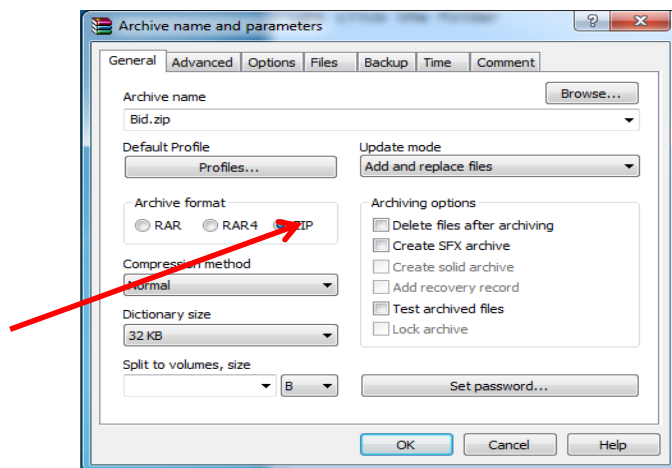 Archive name and parameters
General Advanced Options Files Backup Time Comment
Archive name
Browse...
Bid.zip
Default Profile
Update mode
Profiles...
Add and replace files
Archive format
Archiving options
RAR RAR4 ZIP
Delete files after archiving
Create SFX archive
Compression method
Create solid archive
Normal
Add recovery record
Dictionary size
Test archived files
32 KB
Lock archive
Split to volumes, size
B
Set password...
OK Cancel Help